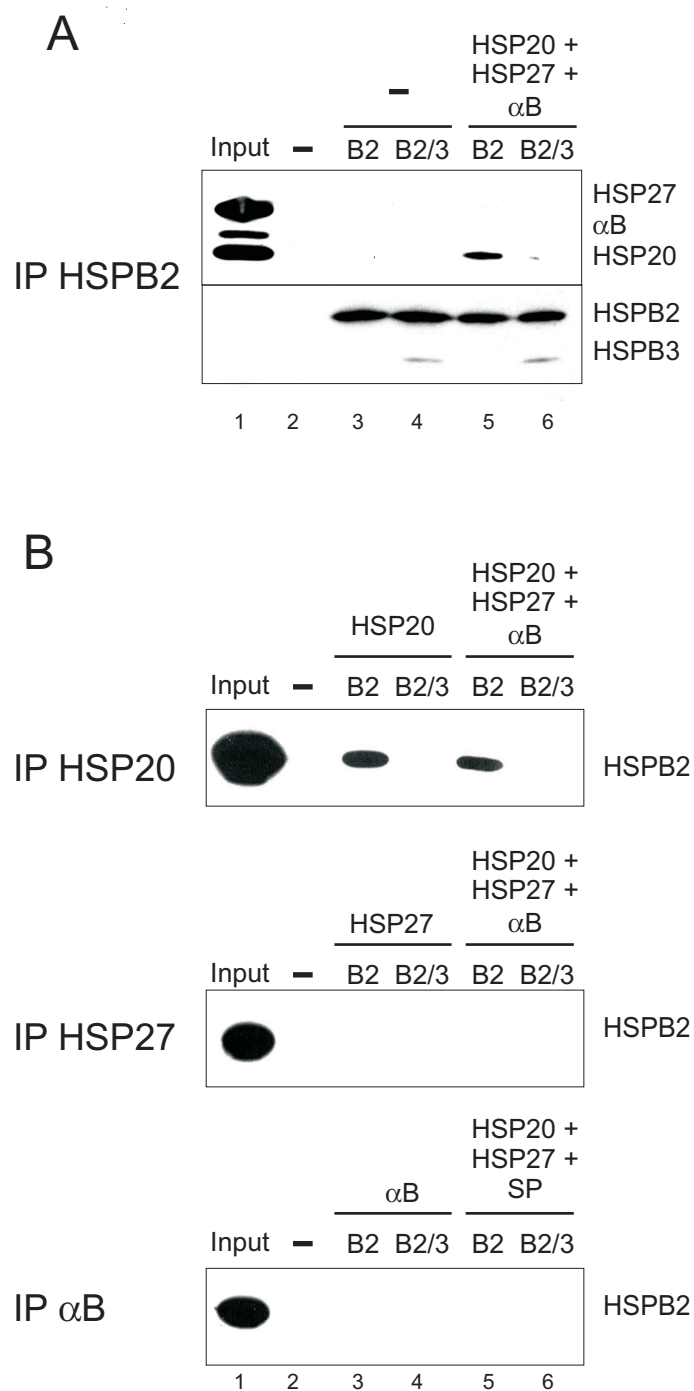 A
HSP20 +
HSP27 +
αB
–
Input – B2 B2/3 B2 B2/3
IP HSPB2
HSP27
αB
HSP20
HSPB2
HSPB3
1 2 3 4 5 6
B
HSP20 +
HSP27 +
αB
HSP20
Input – B2 B2/3 B2 B2/3
IP HSP20
HSPB2
HSP20 +
HSP27 +
αB
HSP27
Input – B2 B2/3 B2 B2/3
IP HSP27
HSPB2
HSP20 +
HSP27 +
SP
αB
Input – B2 B2/3 B2 B2/3
IP αB
HSPB2
1 2 3 4 5 6